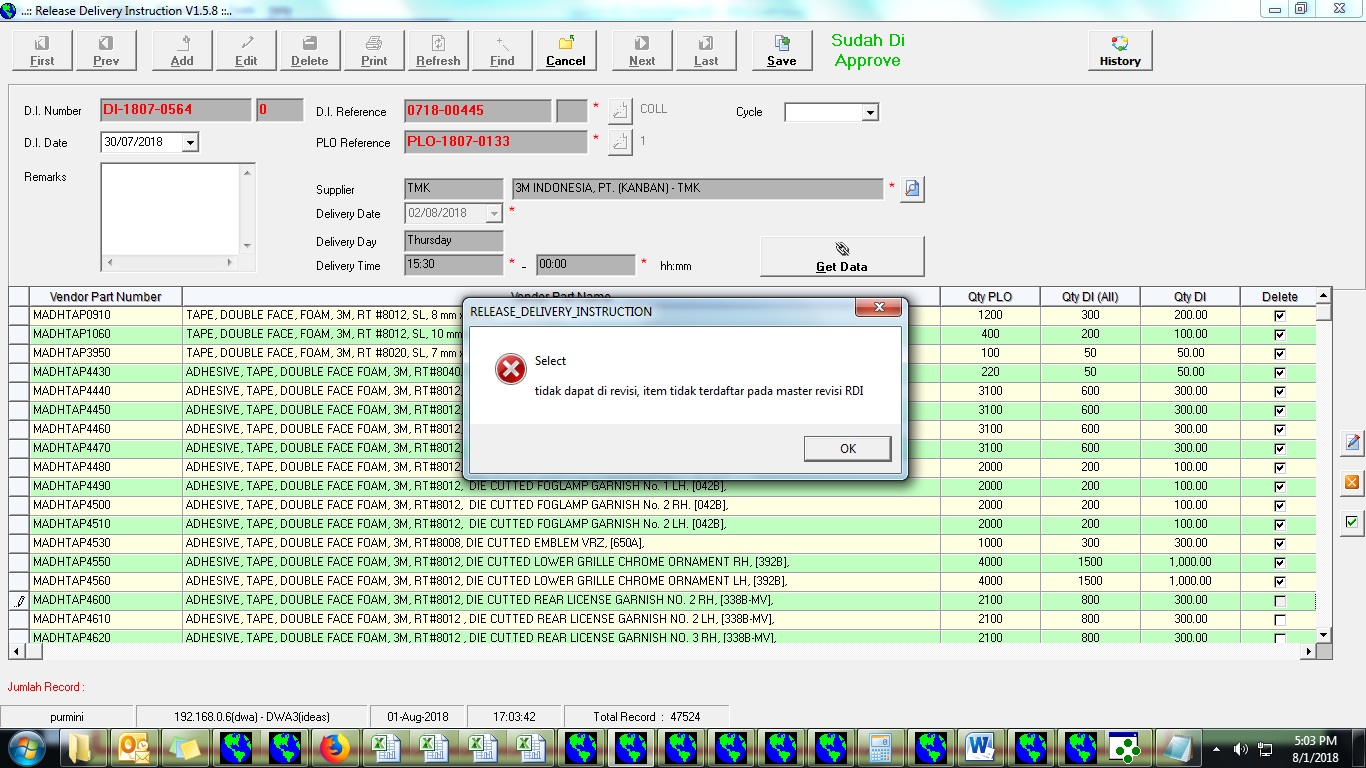 ..:: Release Delivery Instruction V1.5.8 ::..
First Prev Add Edit Delete Print Refresh Find Cancel Next Last Save Sudah Di Approve History
D.I. Number DI-1807-0564 0 D.I. Reference 0718-00445 * COLL Cycle
D.I. Date 30/07/2018 PLO Reference PLO-1807-0133 * 1
Remarks
Supplier TMK 3M INDONESIA, PT. (KANBAN) - TMK *
Delivery Date 02/08/2018 *
Delivery Day Thursday
Delivery Time 15:30 * - 00:00 * hh:mm Get Data
Vendor Part Number Vendor Part Name Qty PLO Qty DI (All) Qty DI Delete
RELEASE_DELIVERY_INSTRUCTION
Select
tidak dapat di revisi, item tidak terdaftar pada master revisi RDI
OK
MADHTAP0910 TAPE, DOUBLE FACE, FOAM, 3M, RT #8012, SL, 8 mm x 1200 300 200.00
MADHTAP1060 TAPE, DOUBLE FACE, FOAM, 3M, RT #8012, SL, 10 mm 400 200 100.00
MADHTAP3950 TAPE, DOUBLE FACE, FOAM, 3M, RT #8020, SL, 7 mm x 100 50 50.00
MADHTAP4430 ADHESIVE, TAPE, DOUBLE FACE FOAM, 3M, RT#8040, 220 50 50.00
MADHTAP4440 ADHESIVE, TAPE, DOUBLE FACE FOAM, 3M, RT#8012 3100 600 300.00
MADHTAP4450 ADHESIVE, TAPE, DOUBLE FACE FOAM, 3M, RT#8012 3100 600 300.00
MADHTAP4460 ADHESIVE, TAPE, DOUBLE FACE FOAM, 3M, RT#8012 3100 600 300.00
MADHTAP4470 ADHESIVE, TAPE, DOUBLE FACE FOAM, 3M, RT#8012 3100 600 300.00
MADHTAP4480 ADHESIVE, TAPE, DOUBLE FACE FOAM, 3M, RT#8012 2000 200 100.00
MADHTAP4490 ADHESIVE, TAPE, DOUBLE FACE FOAM, 3M, RT#8012, DIE CUTTED FOGLAMP GARNISH No. 1 LH. [042B], 2000 200 100.00
MADHTAP4500 ADHESIVE, TAPE, DOUBLE FACE FOAM, 3M, RT#8012, DIE CUTTED FOGLAMP GARNISH No. 2 RH. [042B], 2000 200 100.00
MADHTAP4510 ADHESIVE, TAPE, DOUBLE FACE FOAM, 3M, RT#8012, DIE CUTTED FOGLAMP GARNISH No. 2 LH. [042B], 2000 200 100.00
MADHTAP4530 ADHESIVE, TAPE, DOUBLE FACE FOAM, 3M, RT#8008, DIE CUTTED EMBLEM VRZ, [650A], 1000 300 300.00
MADHTAP4550 ADHESIVE, TAPE, DOUBLE FACE FOAM, 3M, RT#8012, DIE CUTTED LOWER GRILLE CHROME ORNAMENT RH, [392B], 4000 1500 1,000.00
MADHTAP4560 ADHESIVE, TAPE, DOUBLE FACE FOAM, 3M, RT#8012, DIE CUTTED LOWER GRILLE CHROME ORNAMENT LH, [392B], 4000 1500 1,000.00
MADHTAP4600 ADHESIVE, TAPE, DOUBLE FACE FOAM, 3M, RT#8012, DIE CUTTED REAR LICENSE GARNISH NO. 2 RH, [338B-MV], 2100 800 300.00
MADHTAP4610 ADHESIVE, TAPE, DOUBLE FACE FOAM, 3M, RT#8012, DIE CUTTED REAR LICENSE GARNISH NO. 2 LH, [338B-MV], 2100 800 300.00
MADHTAP4620 ADHESIVE, TAPE, DOUBLE FACE FOAM, 3M, RT#8012, DIE CUTTED REAR LICENSE GARNISH NO. 3 RH, [338B-MV], 2100 800 300.00
Jumlah Record :
purmini 192.168.0.6(dwa) - DWA3(ideas) 01-Aug-2018 17:03:42 Total Record : 47524
5:03 PM
8/1/2018